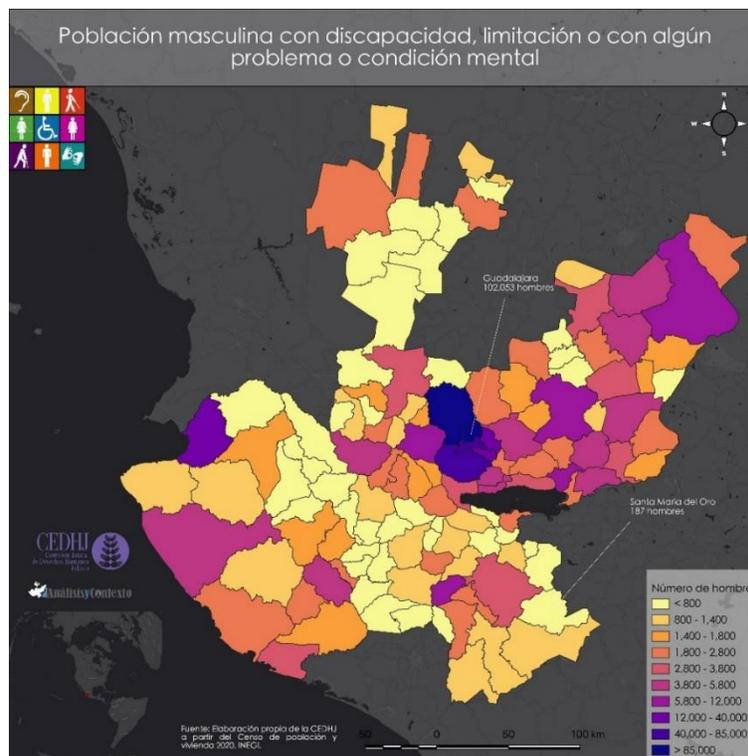 Población masculina con discapacidad, limitación o con algún
problema o condición mental
N
W
E
S
Guadalajara
102,053 hombres
Santa María del Oro
187 hombres
CEDHJ
AnálisisyContexto
Número de hombre
< 800
800 - 1,400
1,400 - 1,800
1,800 - 2,800
2,800 - 3,800
3,800 - 5,800
5,800 - 12,000
12,000 - 40,000
40,000 - 85,000
85,000
Fuente: Elaboración propia de la CEDHJ
a partir del Censo de población y
vivienda 2020, INEGI.
50 0 50 100 km